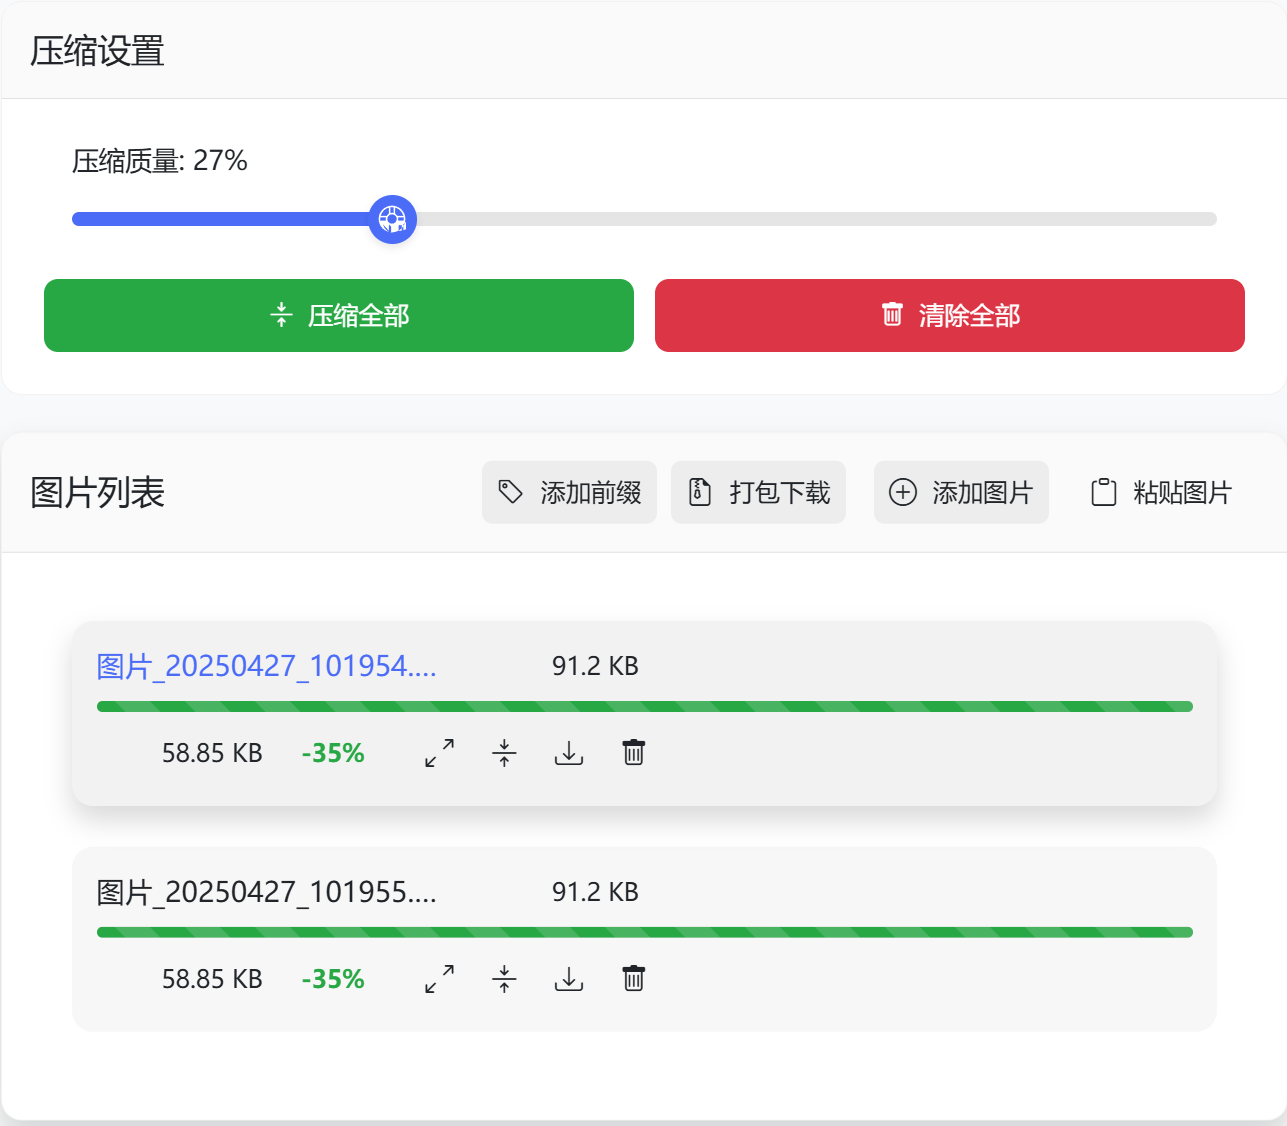 压缩设置
压缩质量: 27%
压缩全部
清除全部
图片列表
添加前缀
打包下载
添加图片
粘贴图片
图片_20250427_101954....
91.2 KB
58.85 KB
-35%
图片_20250427_101955....
91.2 KB
58.85 KB
-35%